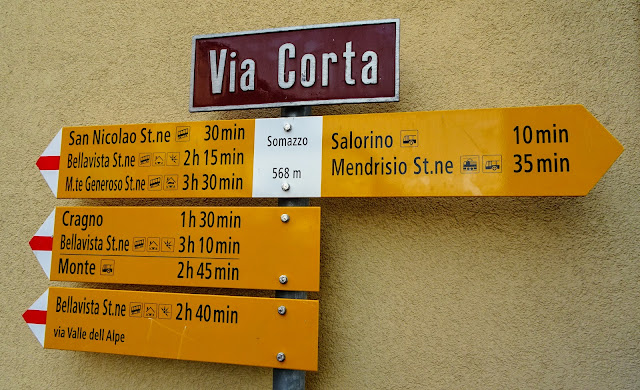 Via Corta
San Nicolao St.ne 30 min
Bellavista St.ne 2 h 15 min
M.te Generoso St.ne 3 h 30 min
Somazzo
568 m
Salorino 10 min
Mendrisio St.ne 35 min
Cragno 1 h 30 min
Bellavista St.ne 3 h 10 min
Monte 2 h 45 min
Bellavista St.ne 2 h 40 min
via Valle dell Alpe